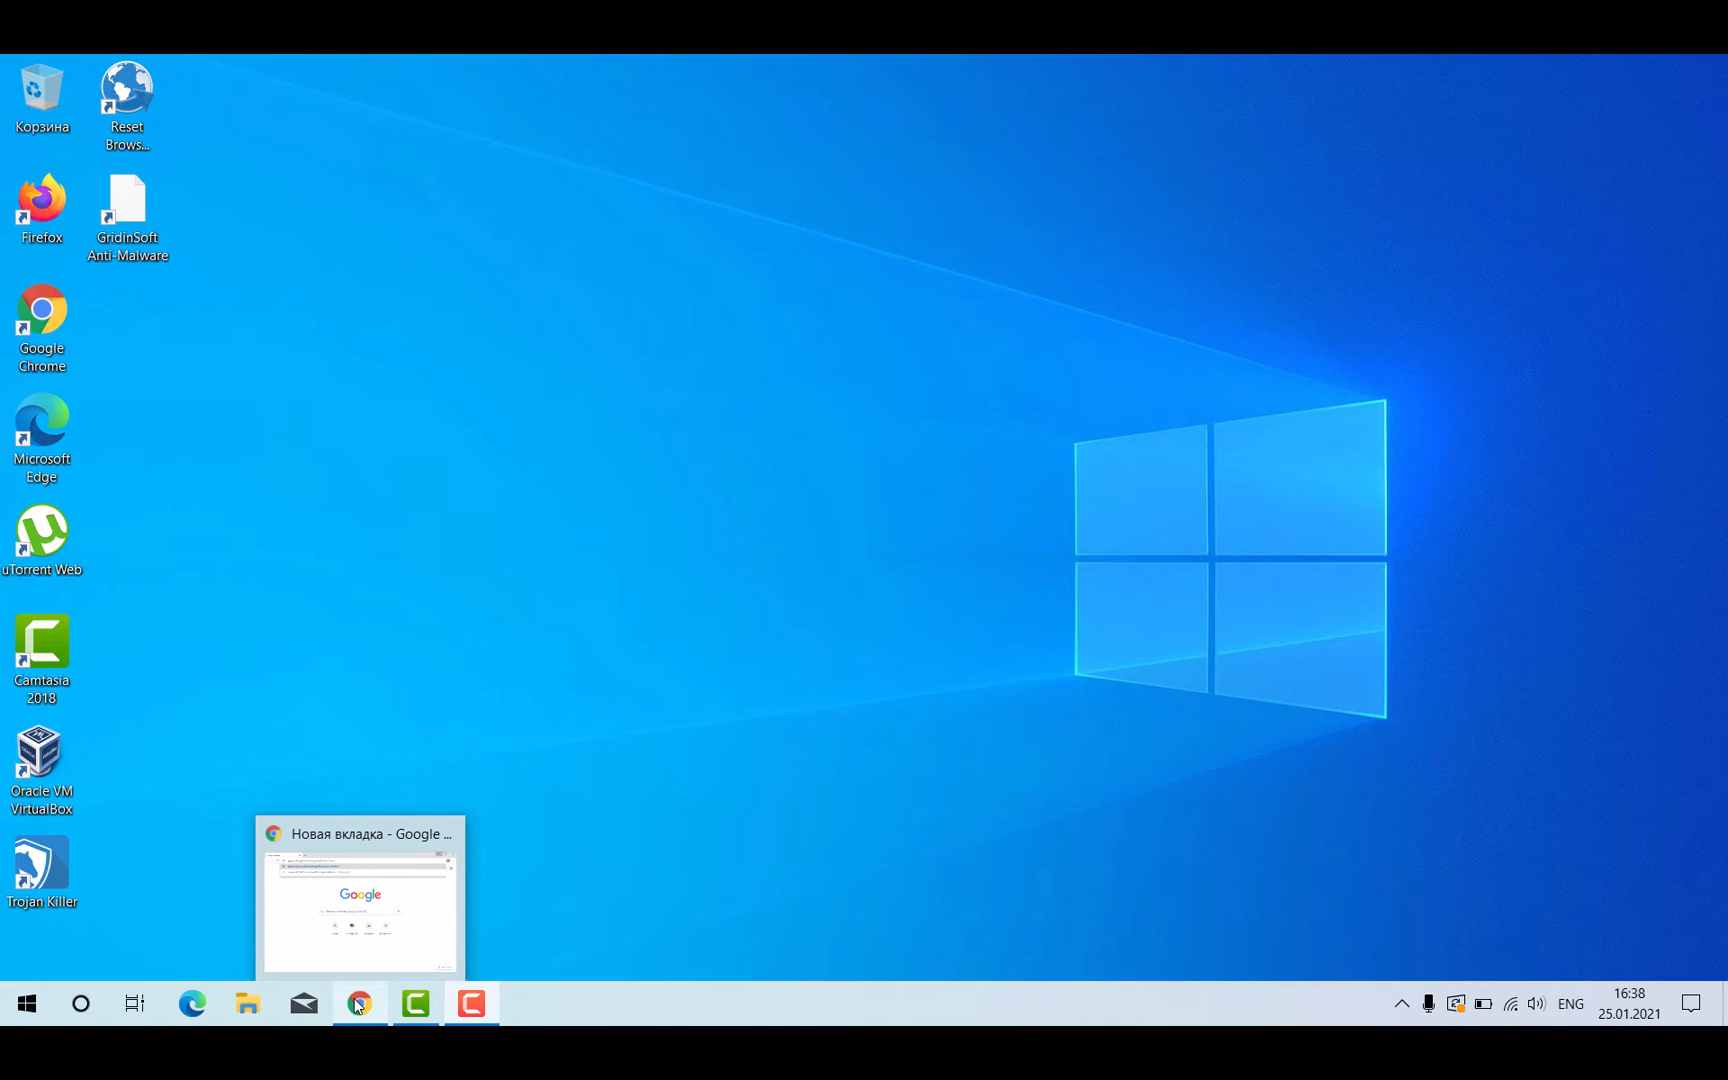 Корзина
Reset
Brows...
Firefox
GridinSoft
Anti-Malware
Google
Chrome
Microsoft
Edge
uTorrent Web
Camtasia
2018
Oracle VM
VirtualBox
Trojan Killer
Новая вкладка - Google ...
Google
ENG
16:38
25.01.2021